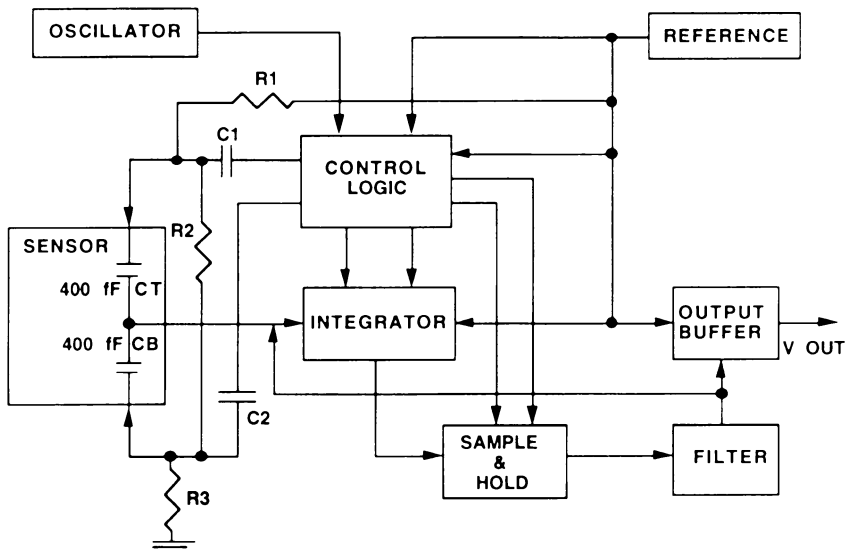 OSCILLATOR
REFERENCE
R1
C1
CONTROL
LOGIC
R2
SENSOR
400 fF CT
400 fF CB
INTEGRATOR
OUTPUT
BUFFER
V OUT
C2
SAMPLE
&
HOLD
FILTER
R3